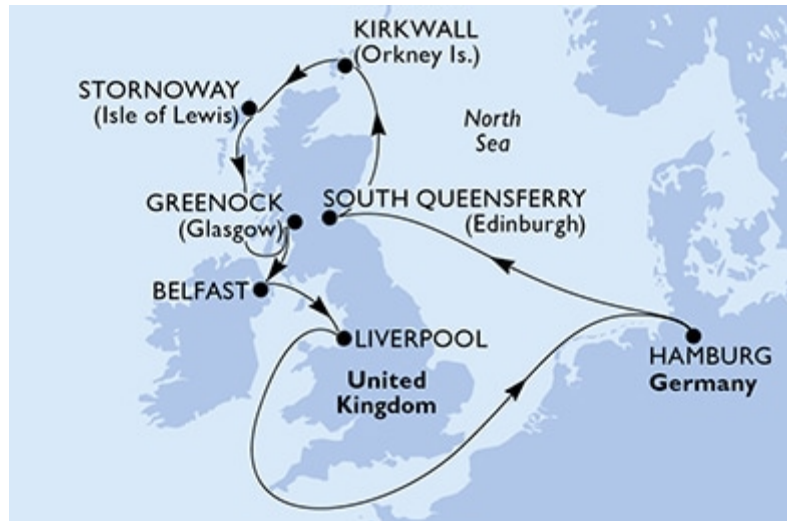 KIRKWALL
(Orkney Is.)
STORNOWAY
(Isle of Lewis)
North
Sea
GREENOCK
(Glasgow)
SOUTH QUEENSFERRY
(Edinburgh)
BELFAST
LIVERPOOL
HAMBURG
Germany
United
Kingdom